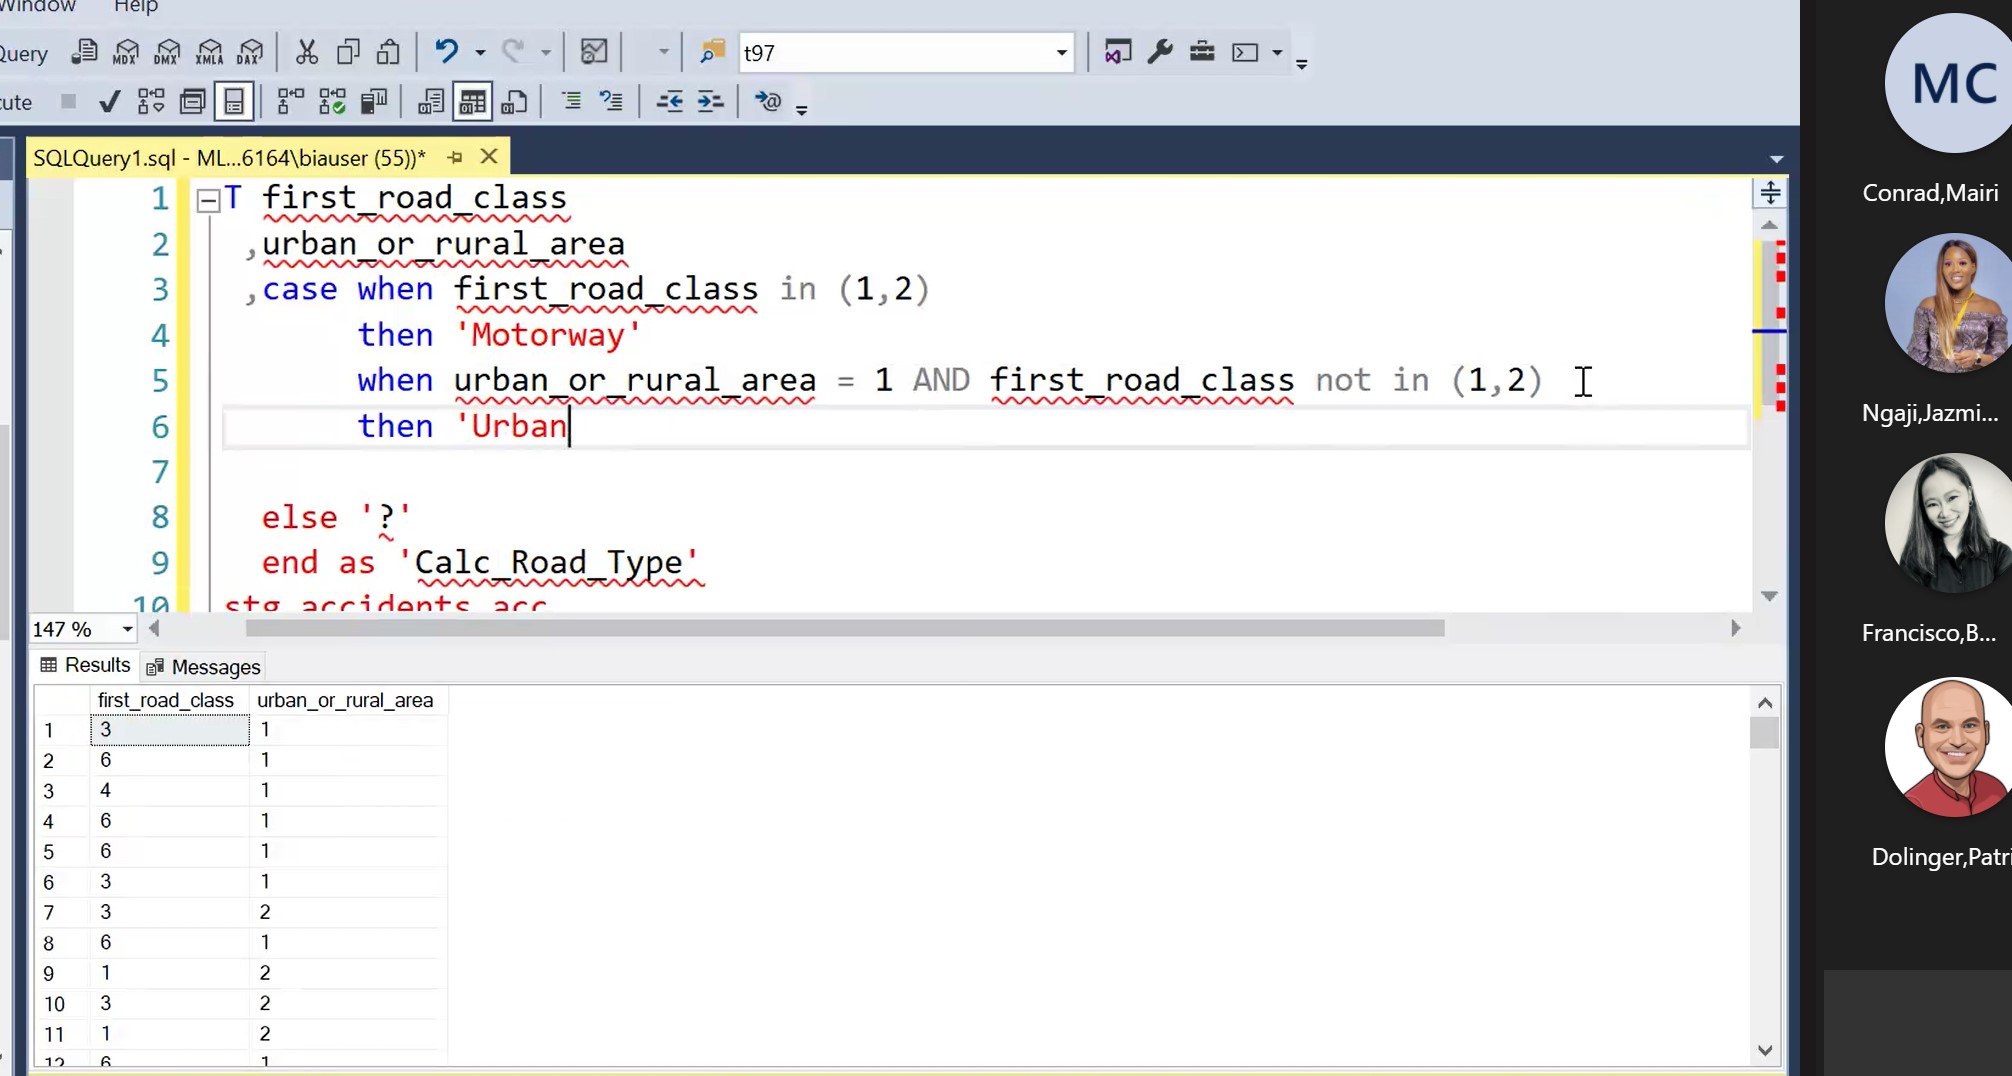 Window Help
Query MDX DMX XMLA DAX t97
cute
SQLQuery1.sql - ML...6164\biauser (55))*
1 T first_road_class
2 ,urban_or_rural_area
3 ,case when first_road_class in (1,2)
4 then 'Motorway'
5 when urban_or_rural_area = 1 AND first_road_class not in (1,2)
6 then 'Urban
7
8 else '?'
9 end as 'Calc_Road_Type'
10 stg_accidents_acc
147 %
Results Messages
first_road_class urban_or_rural_area
1 3 1
2 6 1
3 4 1
4 6 1
5 6 1
6 3 1
7 3 2
8 6 1
9 1 2
10 3 2
11 1 2
12 6 1
MC
Conrad,Mairi
Ngaji,Jazmi...
Francisco,B...
Dolinger,Patri